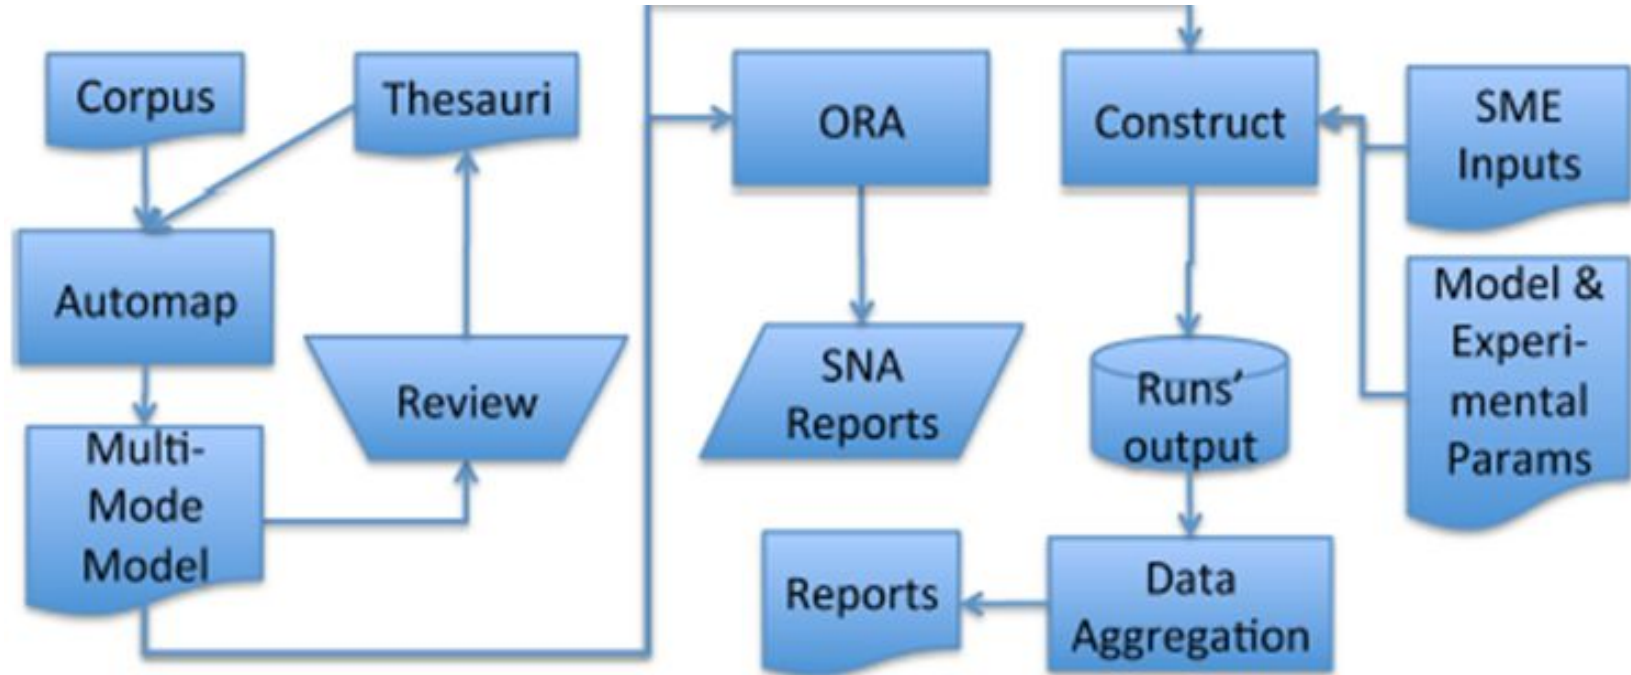 Corpus
Thesauri
ORA
Construct
SME
Inputs
Automap
Review
SNA
Reports
Runs’
output
Model &
Experi-
mental
Params
Multi-
Mode
Model
Reports
Data
Aggregation